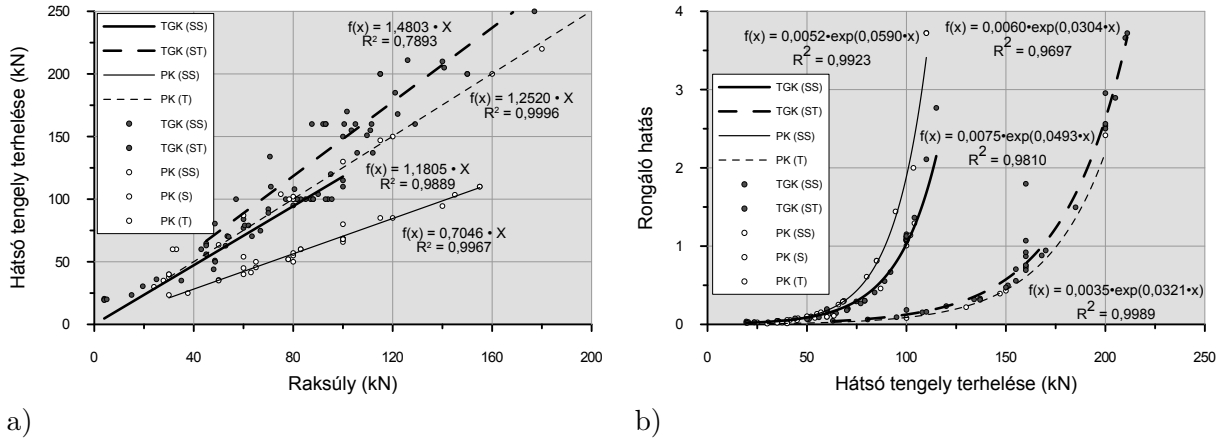 Hátsó tengely terhelése (kN)
250
200
150
100
50
0
0
40
80
120
160
200
Raksúly (kN)
TGK (SS)
TGK (ST)
PK (SS)
PK (T)
TGK (SS)
TGK (ST)
PK (SS)
PK (S)
PK (T)
f(x) = 1,4803 • X
R² = 0,7893
f(x) = 1,2520 • X
R² = 0,9996
f(x) = 1,1805 • X
R² = 0,9889
f(x) = 0,7046 • X
R² = 0,9967
a)
Rongáló hatás
4
3
2
1
0
0
50
100
150
200
250
Hátsó tengely terhelése (kN)
f(x) = 0,0052•exp(0,0590•x)
R² = 0,9923
f(x) = 0,0060•exp(0,0304•x)
R² = 0,9697
TGK (SS)
TGK (ST)
PK (SS)
PK (T)
TGK (SS)
TGK (ST)
PK (SS)
PK (S)
PK (T)
f(x) = 0,0075•exp(0,0493•x)
R² = 0,9810
f(x) = 0,0035•exp(0,0321•x)
R² = 0,9989
b)